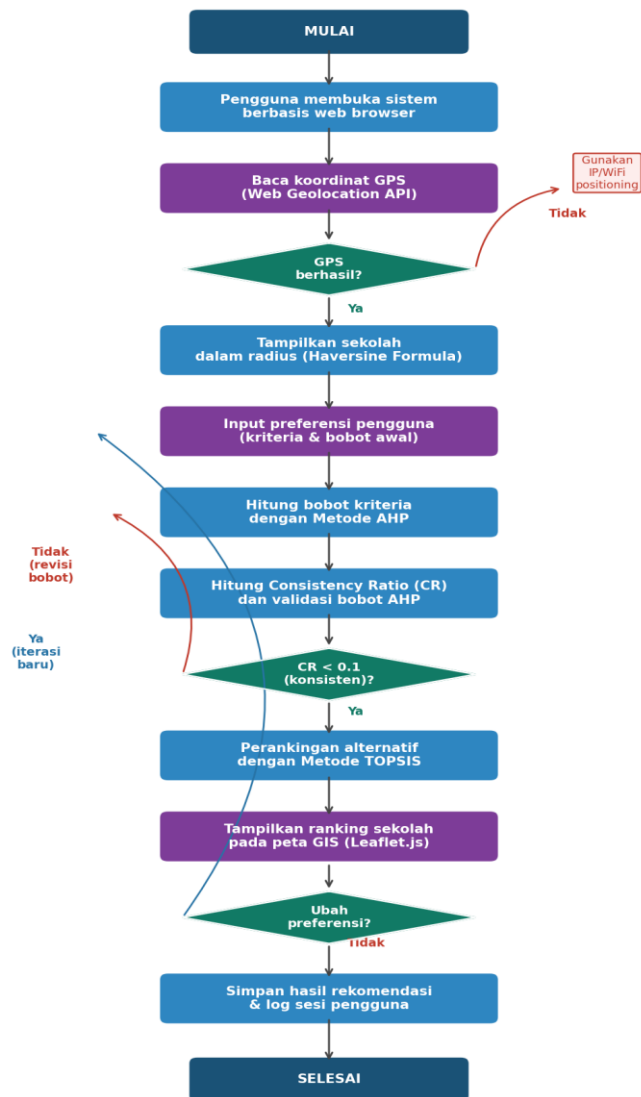 MULAI
Pengguna membuka sistem
berbasis web browser
Baca koordinat GPS
(Web Geolocation API)
Gunakan
IP/WiFi
positioning
Tidak
GPS
berhasil?
Ya
Tampilkan sekolah
dalam radius (Haversine Formula)
Input preferensi pengguna
(kriteria & bobot awal)
Hitung bobot kriteria
dengan Metode AHP
Tidak
(revisi
bobot)
Hitung Consistency Ratio (CR)
dan validasi bobot AHP
Ya
(iterasi
baru)
CR < 0.1
(konsisten)?
Ya
Perankingan alternatif
dengan Metode TOPSIS
Tampilkan ranking sekolah
pada peta GIS (Leaflet.js)
Ubah
preferensi?
Tidak
Simpan hasil rekomendasi
& log sesi pengguna
SELESAI